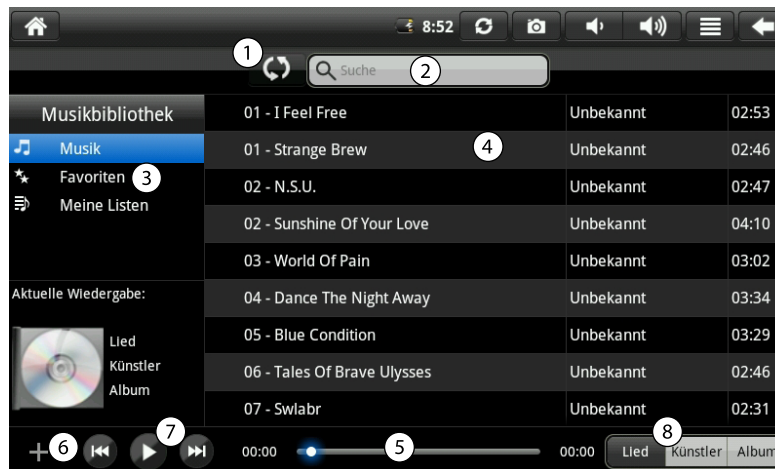 8:52
1
Suche
2
Musikbibliothek
01 - I Feel Free Unbekannt 02:53
Musik
01 - Strange Brew Unbekannt 02:46
4
Favoriten
3
02 - N.S.U. Unbekannt 02:47
Meine Listen
02 - Sunshine Of Your Love Unbekannt 04:10
03 - World Of Pain Unbekannt 03:02
Aktuelle Wiedergabe:
04 - Dance The Night Away Unbekannt 03:34
Lied
05 - Blue Condition Unbekannt 03:29
Künstler
06 - Tales Of Brave Ulysses Unbekannt 02:46
Album
07 - Swlabr Unbekannt 02:31
6
7
00:00
5
00:00
8
Lied Künstler Album